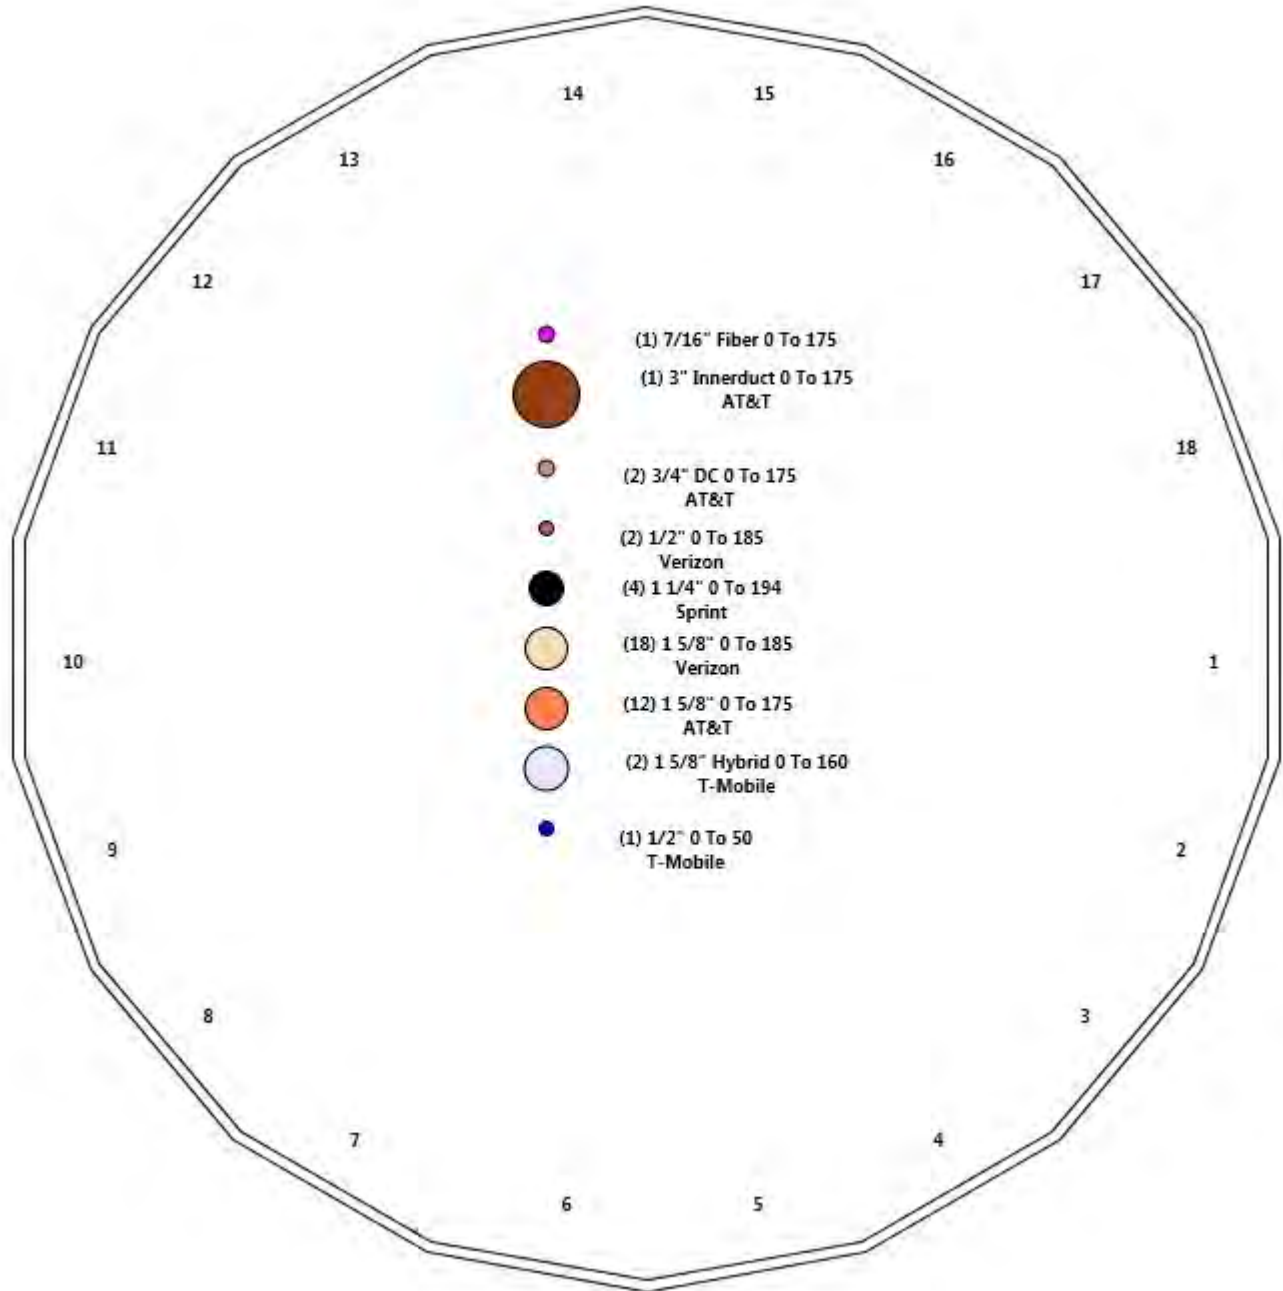 14
15
13
16
12
17
(1) 7/16" Fiber 0 To 175
(1) 3" Innerduct 0 To 175
AT&T
11
18
(2) 3/4" DC 0 To 175
AT&T
(2) 1/2" 0 To 185
Verizon
(4) 1 1/4" 0 To 194
Sprint
(18) 1 5/8" 0 To 185
Verizon
10
1
(12) 1 5/8" 0 To 175
AT&T
(2) 1 5/8" Hybrid 0 To 160
T-Mobile
(1) 1/2" 0 To 50
T-Mobile
9
2
8
3
7
4
6
5